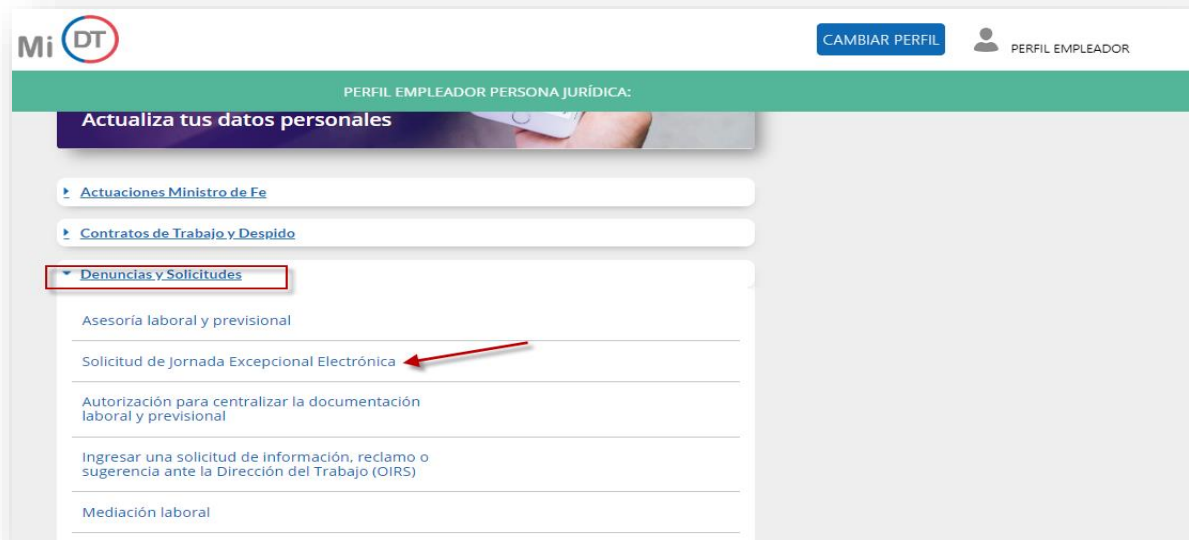 Mi DT
CAMBIAR PERFIL
PERFIL EMPLEADOR
PERFIL EMPLEADOR PERSONA JURÍDICA:
Actualiza tus datos personales
Actuaciones Ministro de Fe
Contratos de Trabajo y Despido
Denuncias y Solicitudes
Asesoría laboral y previsional
Solicitud de Jornada Excepcional Electrónica
Autorización para centralizar la documentación
laboral y previsional
Ingresar una solicitud de información, reclamo o
sugerencia ante la Dirección del Trabajo (OIRS)
Mediación laboral